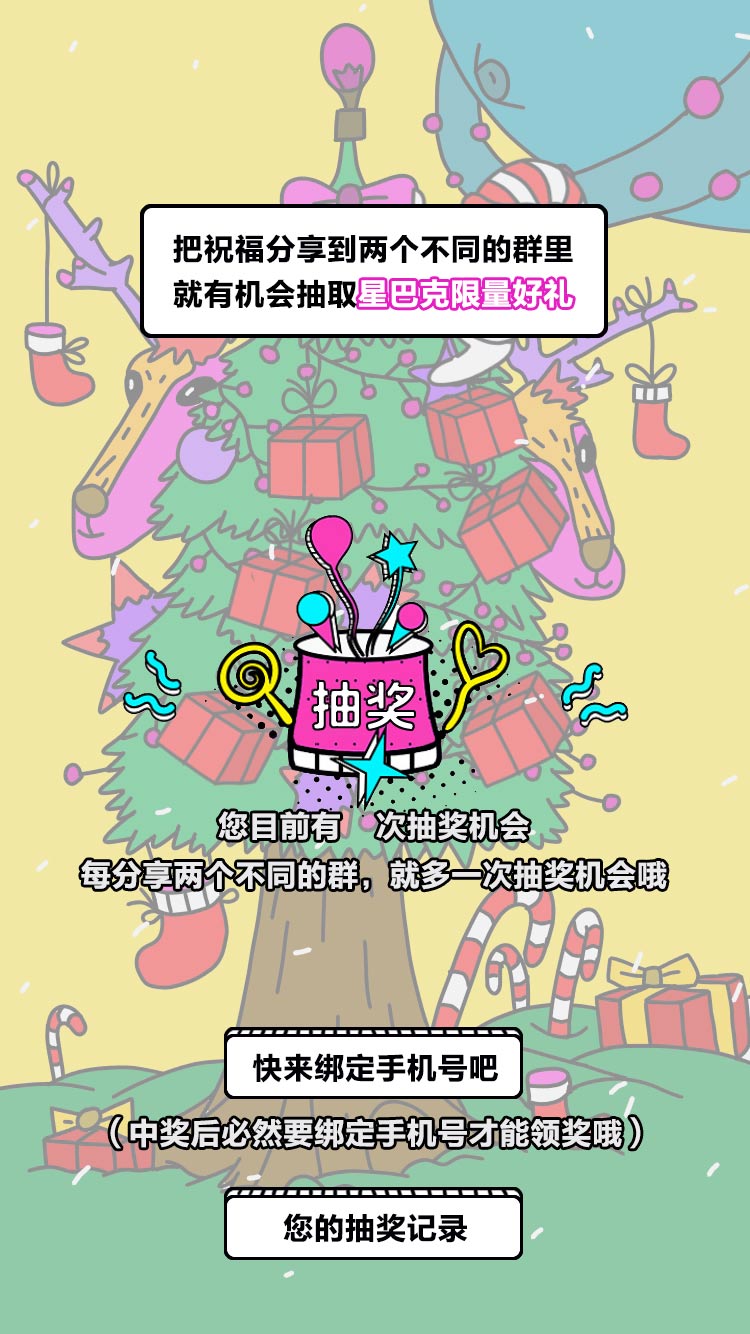 把祝福分享到两个不同的群里
就有机会抽取星巴克限量好礼
抽奖
您目前有 次抽奖机会
每分享两个不同的群，就多一次抽奖机会哦
快来绑定手机号吧
（中奖后必然要绑定手机号才能领奖哦）
您的抽奖记录